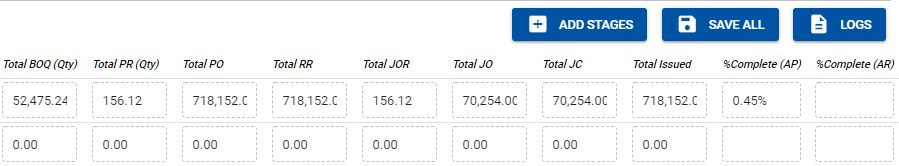 ADD STAGES SAVE ALL LOGS
Total BOQ (Qty) Total PR (Qty) Total PO Total RR Total JOR Total JO Total JC Total Issued %Complete (AP) %Complete (AR)
52,475.24 156.12 718,152.0 718,152.0 156.12 70,254.00 70,254.00 718,152.0 0.45%
0.00 0.00 0.00 0.00 0.00 0.00 0.00 0.00